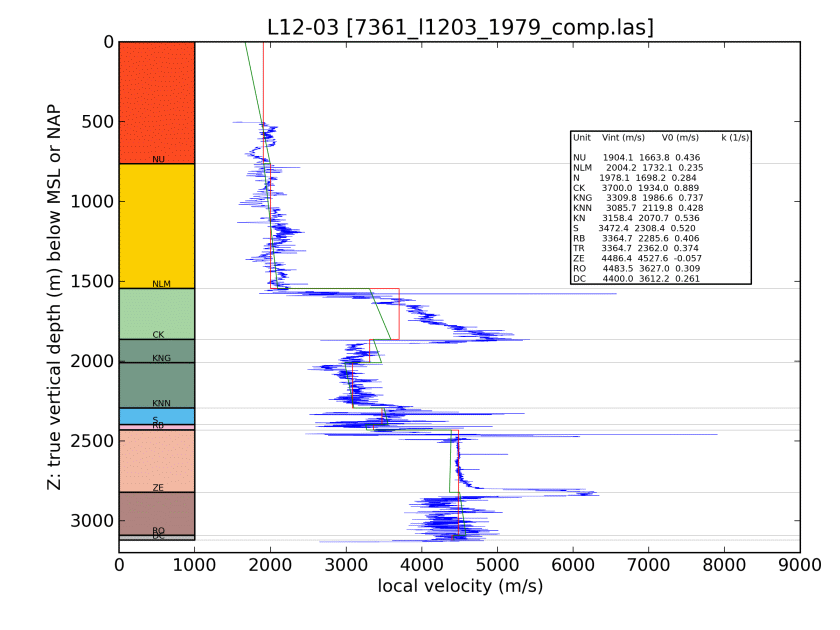 L12-03 [7361_l1203_1979_comp.las]
0
500
1000
1500
2000
2500
3000
Z: true vertical depth (m) below MSL or NAP
NU
NLM
CK
KNG
KNN
S
RB
ZE
RO
DC
Unit Vint (m/s) V0 (m/s) k (1/s)
NU 1904.1 1663.8 0.436
NLM 2004.2 1732.1 0.235
N 1978.1 1698.2 0.284
CK 3700.0 1934.0 0.889
KNG 3309.8 1986.6 0.737
KNN 3085.7 2119.8 0.428
KN 3158.4 2070.7 0.536
S 3472.4 2308.4 0.520
RB 3364.7 2285.6 0.406
TR 3364.7 2362.0 0.374
ZE 4486.4 4527.6 -0.057
RO 4483.5 3627.0 0.309
DC 4400.0 3612.2 0.261
0 1000 2000 3000 4000 5000 6000 7000 8000 9000
local velocity (m/s)